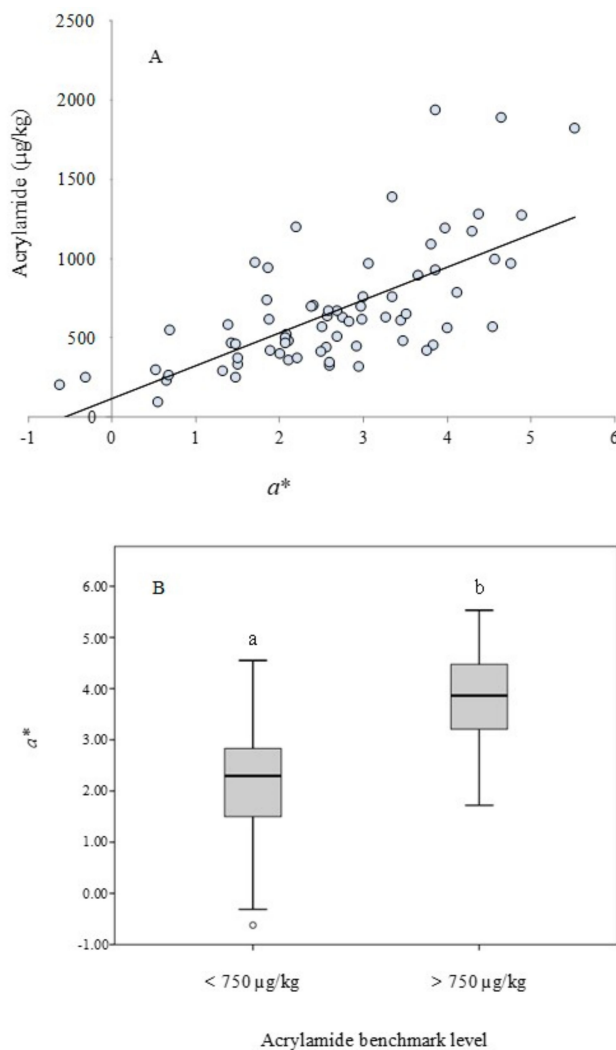 2500
A
2000
1500
1000
500
0
Acrylamide (µg/kg)
-1 0 1 2 3 4 5 6
a*
B
6.00
5.00
4.00
3.00
2.00
1.00
0.00
-1.00
a*
a
b
< 750 µg/kg > 750 µg/kg
Acrylamide benchmark level